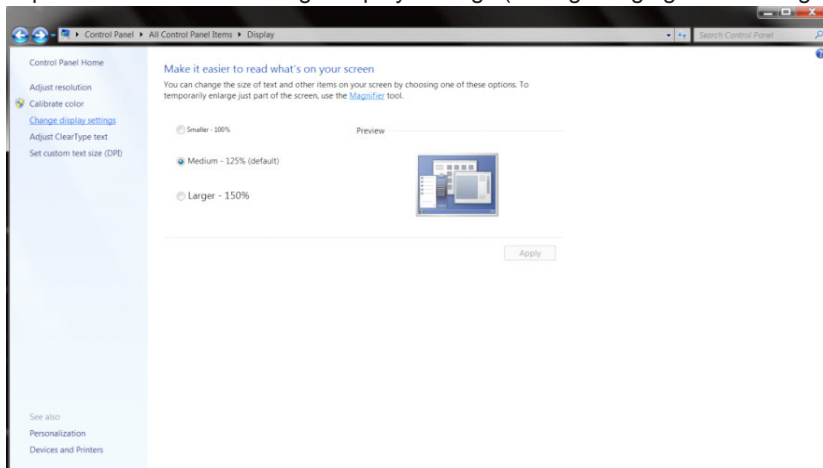 Control Panel ▸ All Control Panel Items ▸ Display
Search Control Panel
Control Panel Home
Adjust resolution
Calibrate color
Change display settings
Adjust ClearType text
Set custom text size (DPI)
Make it easier to read what's on your screen
You can change the size of text and other items on your screen by choosing one of these options. To
temporarily enlarge just part of the screen, use the Magnifier tool.
Smaller - 100%
Preview
Medium - 125% (default)
Larger - 150%
Apply
See also
Personalization
Devices and Printers